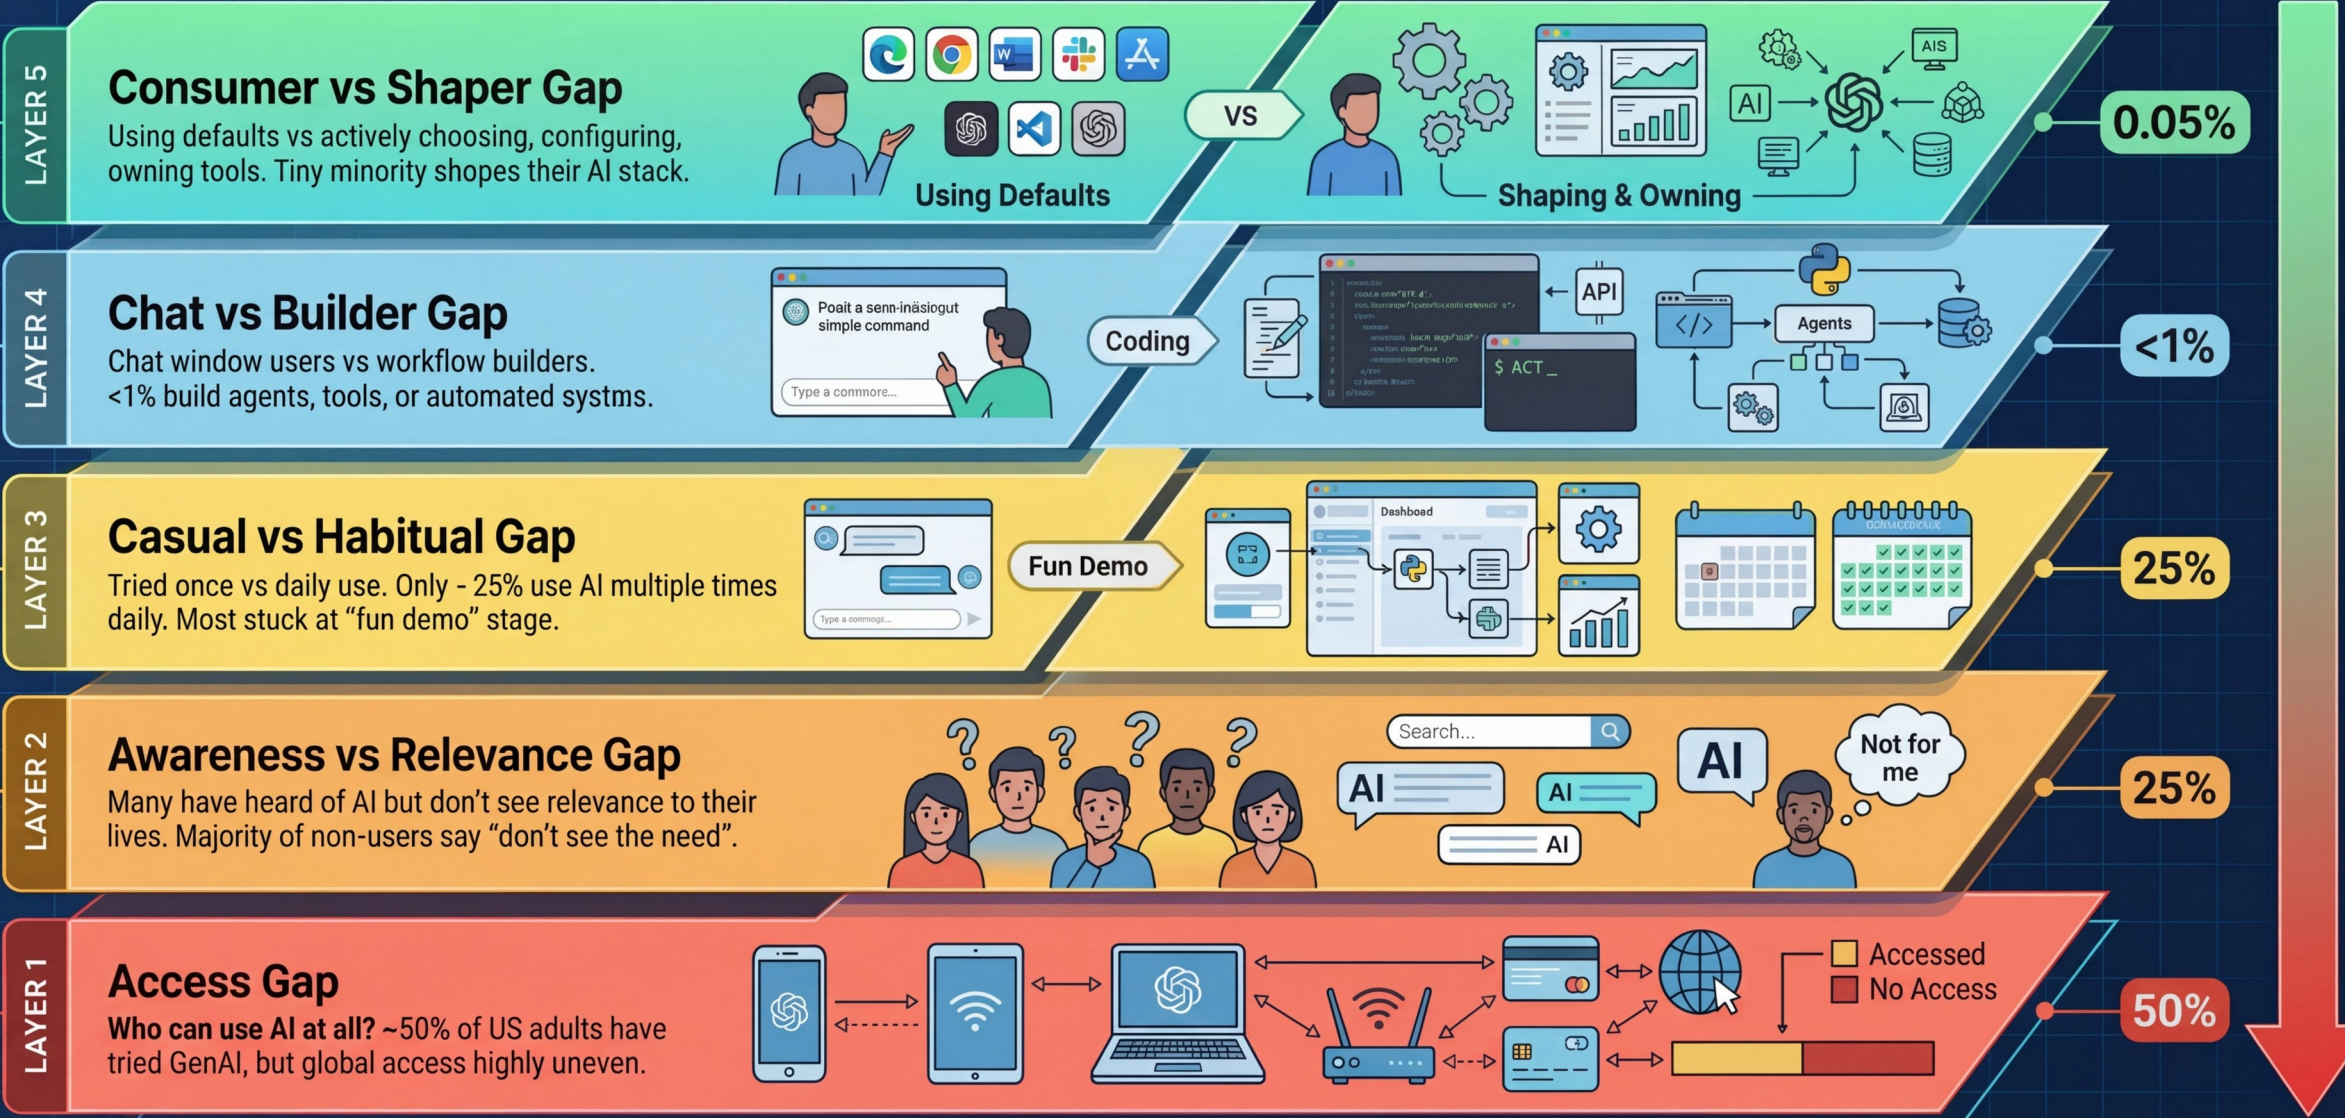 LAYER 5
Consumer vs Shaper Gap
Using defaults vs actively choosing, configuring,
owning tools. Tiny minority shopes their AI stack.
W
Using Defaults
VS
AI
AIS
Shaping & Owning
0.05%
LAYER 4
Chat vs Builder Gap
Chat window users vs workflow builders.
<1% build agents, tools, or automated systms.
Poait a senn-inäsiogut
simple command
Type a conmore...
Coding
$ ACT_
API
</>
Agents
<1%
LAYER 3
Casual vs Habitual Gap
Tried once vs daily use. Only - 25% use AI multiple times
daily. Most stuck at “fun demo” stage.
Type a
Fun Demo
Dashboad
25%
LAYER 2
Awareness vs Relevance Gap
Many have heard of AI but don’t see relevance to their
lives. Majority of non-users say “don’t see the need”.
? ? ? ?
Search...
AI
AI
AI
AI
Not for
me
25%
LAYER 1
Access Gap
Who can use AI at all? ~50% of US adults have
tried GenAI, but global access highly uneven.
Accessed
No Access
50%